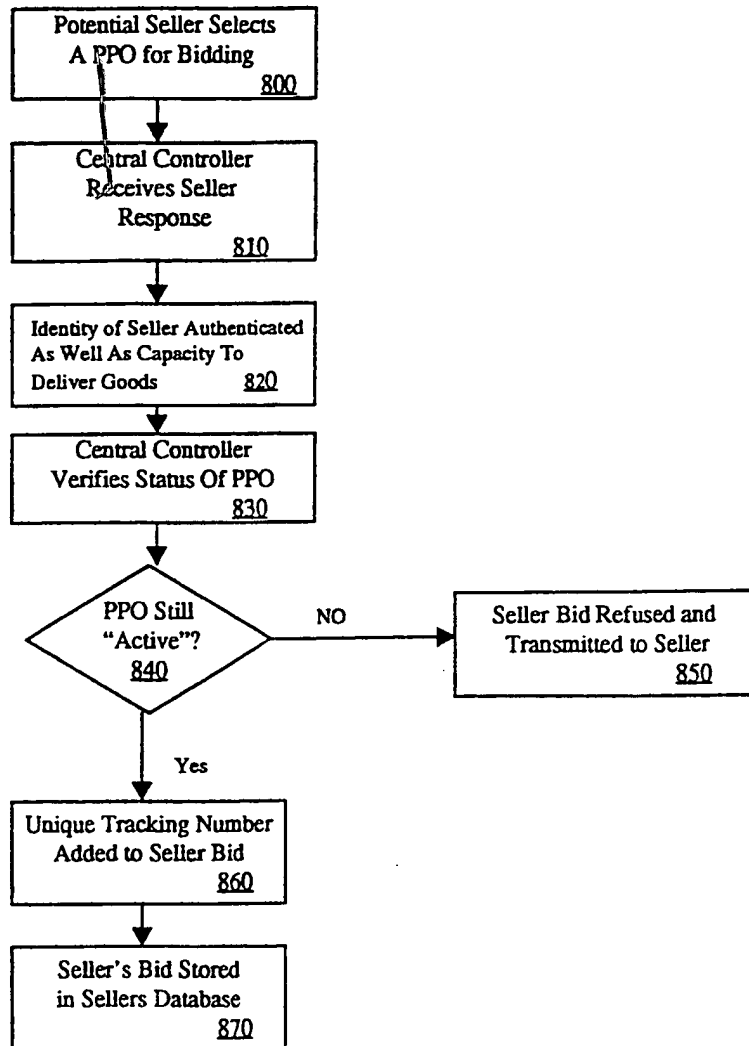 Potential Seller Selects
A PPO for Bidding
800
Central Controller
Receives Seller
Response
810
Identity of Seller Authenticated
As Well As Capacity To
Deliver Goods 820
Central Controller
Verifies Status Of PPO
830
PPO Still
"Active"?
840
NO
Seller Bid Refused and
Transmitted to Seller
850
Yes
Unique Tracking Number
Added to Seller Bid
860
Seller's Bid Stored
in Sellers Database
870